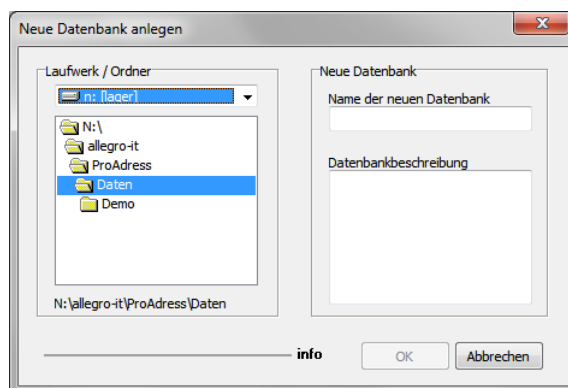 Neue Datenbank anlegen
Laufwerk / Ordner
n: [lager]
N:\
allegro-it
ProAdress
Daten
Demo
N:\allegro-it\ProAdress\Daten
Neue Datenbank
Name der neuen Datenbank
Datenbankbeschreibung
info
OK
Abbrechen